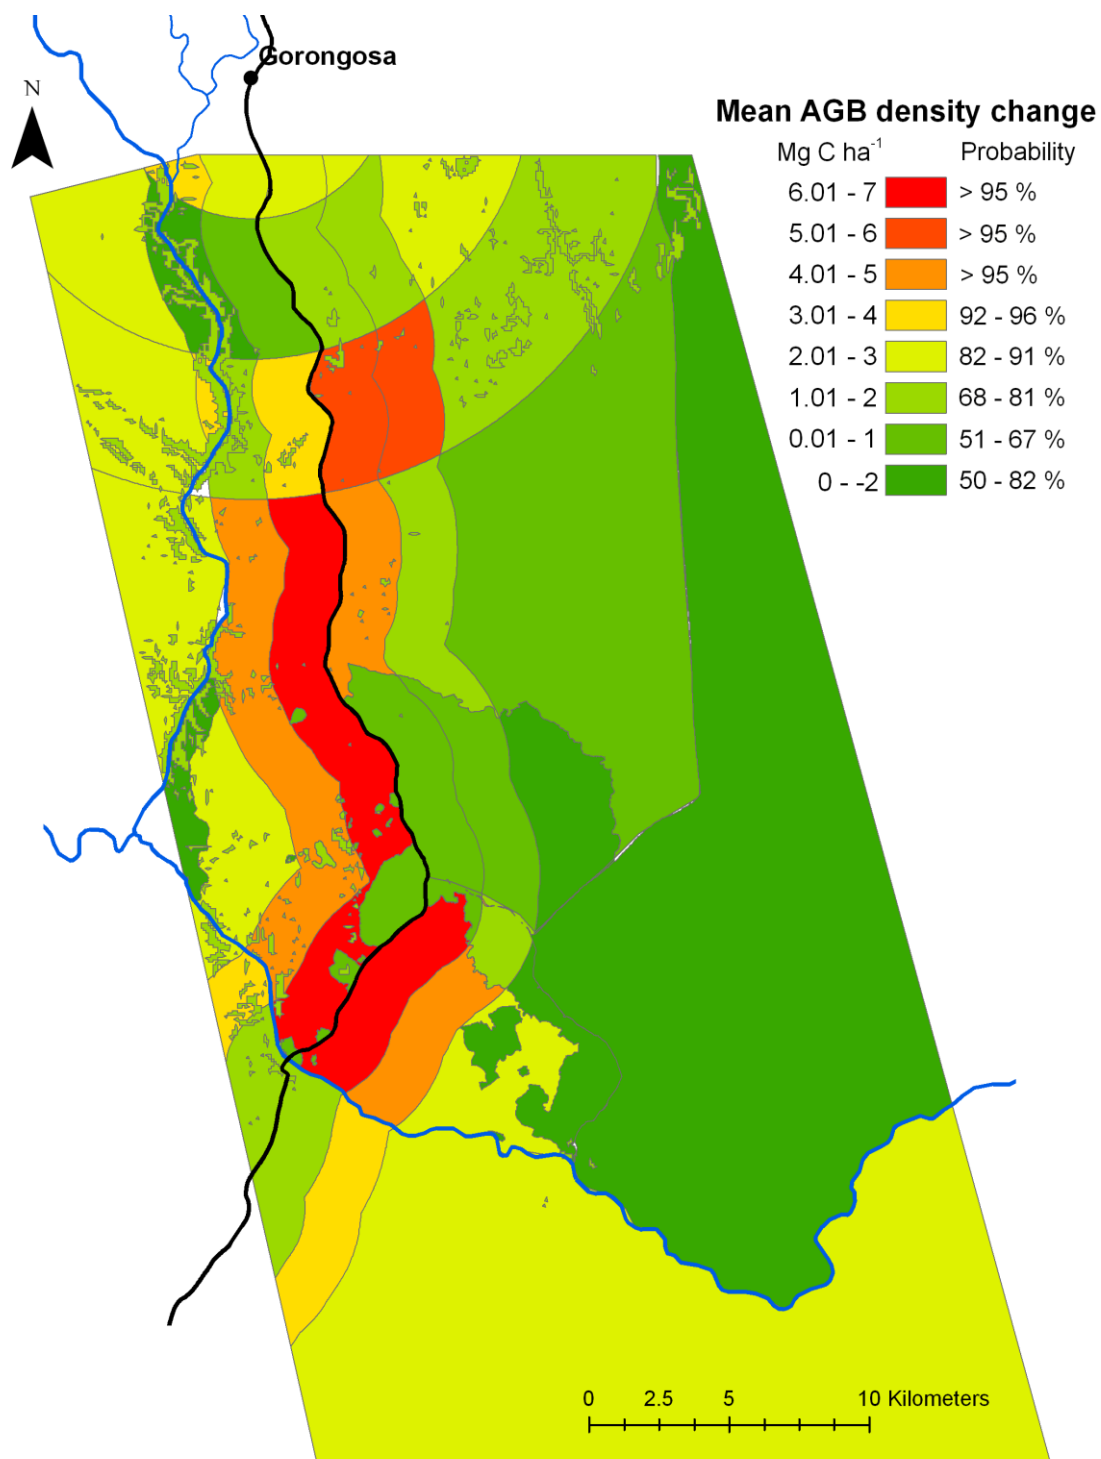 Gorongosa
N
Mean AGB density change
Mg C ha⁻¹ Probability
6.01 - 7 > 95 %
5.01 - 6 > 95 %
4.01 - 5 > 95 %
3.01 - 4 92 - 96 %
2.01 - 3 82 - 91 %
1.01 - 2 68 - 81 %
0.01 - 1 51 - 67 %
0 - -2 50 - 82 %
0 2.5 5 10 Kilometers